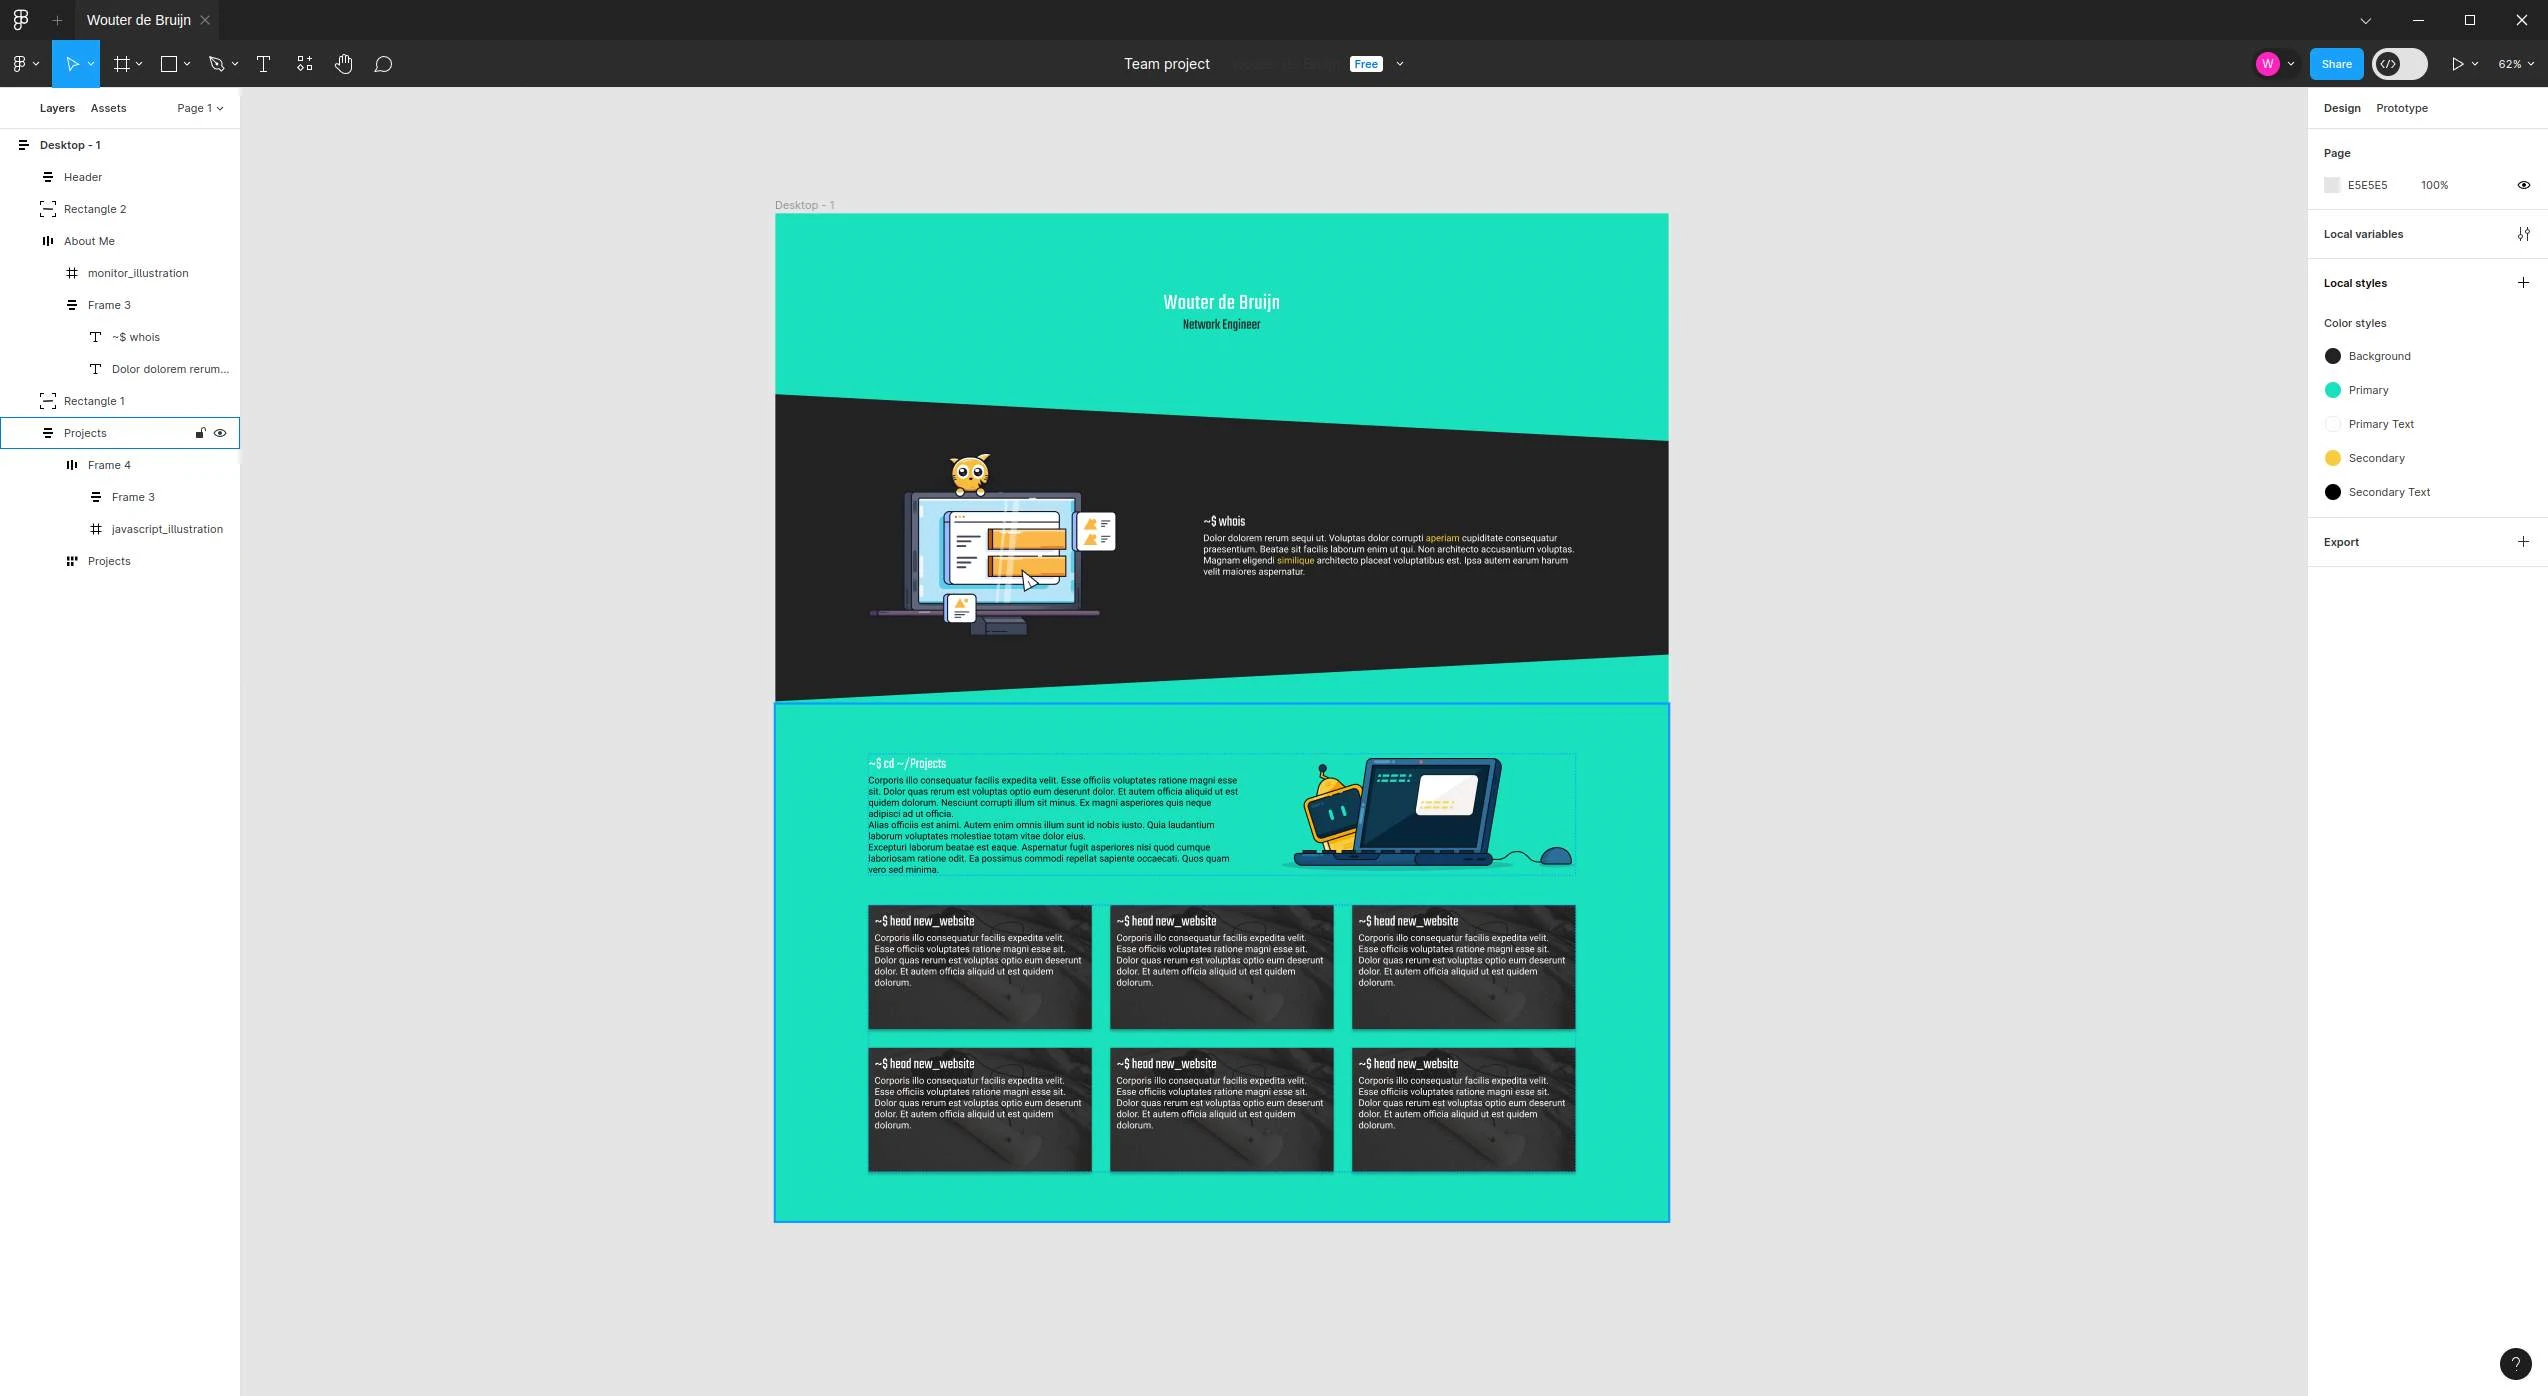 Wouter de Bruijn
Team project
Wouter de Bruijn
Free
W
Share
62%
Layers
Assets
Page 1
Desktop - 1
Header
Rectangle 2
About Me
monitor_illustration
Frame 3
~$ whois
Dolor dolorem rerum...
Rectangle 1
Projects
Frame 4
Frame 3
javascript_illustration
Projects
Desktop - 1
Wouter de Bruijn
Network Engineer
~$ whois
Dolor dolorem rerum sequi ut. Voluptas dolor corrupti aperiam cupiditate consequatur
praesentium. Beatae sit facilis laborum enim ut qui. Non architecto accusantium voluptas.
Magnam eligendi similique architecto placeat voluptatibus est. Ipsa autem earum harum
velit maiores aspernatur.
~$ cd ~/Projects
Corporis illo consequatur facilis expedita velit. Esse officiis voluptates ratione magni esse
sit. Dolor quas rerum est voluptas optio eum deserunt dolor. Et autem officia aliquid ut est
quidem dolorum. Nesciunt corrupti illum sit minus. Ex magni asperiores quis neque
adipisci ad ut officia.
Alias officiis est animi. Autem enim omnis illum sunt id nobis iusto. Quia laudantium
laborum voluptates molestiae totam vitae dolor eius.
Excepturi laborum beatae est eaque. Aspernatur fugit asperiores nisi quod cumque
laboriosam ratione odit. Ea possimus commodi repellat sapiente occaecati. Quos quam
vero sed minima.
~$ head new_website
Corporis illo consequatur facilis expedita velit.
Esse officiis voluptates ratione magni esse sit.
Dolor quas rerum est voluptas optio eum deserunt
dolor. Et autem officia aliquid ut est quidem
dolorum.
~$ head new_website
Corporis illo consequatur facilis expedita velit.
Esse officiis voluptates ratione magni esse sit.
Dolor quas rerum est voluptas optio eum deserunt
dolor. Et autem officia aliquid ut est quidem
dolorum.
~$ head new_website
Corporis illo consequatur facilis expedita velit.
Esse officiis voluptates ratione magni esse sit.
Dolor quas rerum est voluptas optio eum deserunt
dolor. Et autem officia aliquid ut est quidem
dolorum.
~$ head new_website
Corporis illo consequatur facilis expedita velit.
Esse officiis voluptates ratione magni esse sit.
Dolor quas rerum est voluptas optio eum deserunt
dolor. Et autem officia aliquid ut est quidem
dolorum.
~$ head new_website
Corporis illo consequatur facilis expedita velit.
Esse officiis voluptates ratione magni esse sit.
Dolor quas rerum est voluptas optio eum deserunt
dolor. Et autem officia aliquid ut est quidem
dolorum.
~$ head new_website
Corporis illo consequatur facilis expedita velit.
Esse officiis voluptates ratione magni esse sit.
Dolor quas rerum est voluptas optio eum deserunt
dolor. Et autem officia aliquid ut est quidem
dolorum.
Design
Prototype
Page
E5E5E5
100%
Local variables
Local styles
Color styles
Background
Primary
Primary Text
Secondary
Secondary Text
Export
?